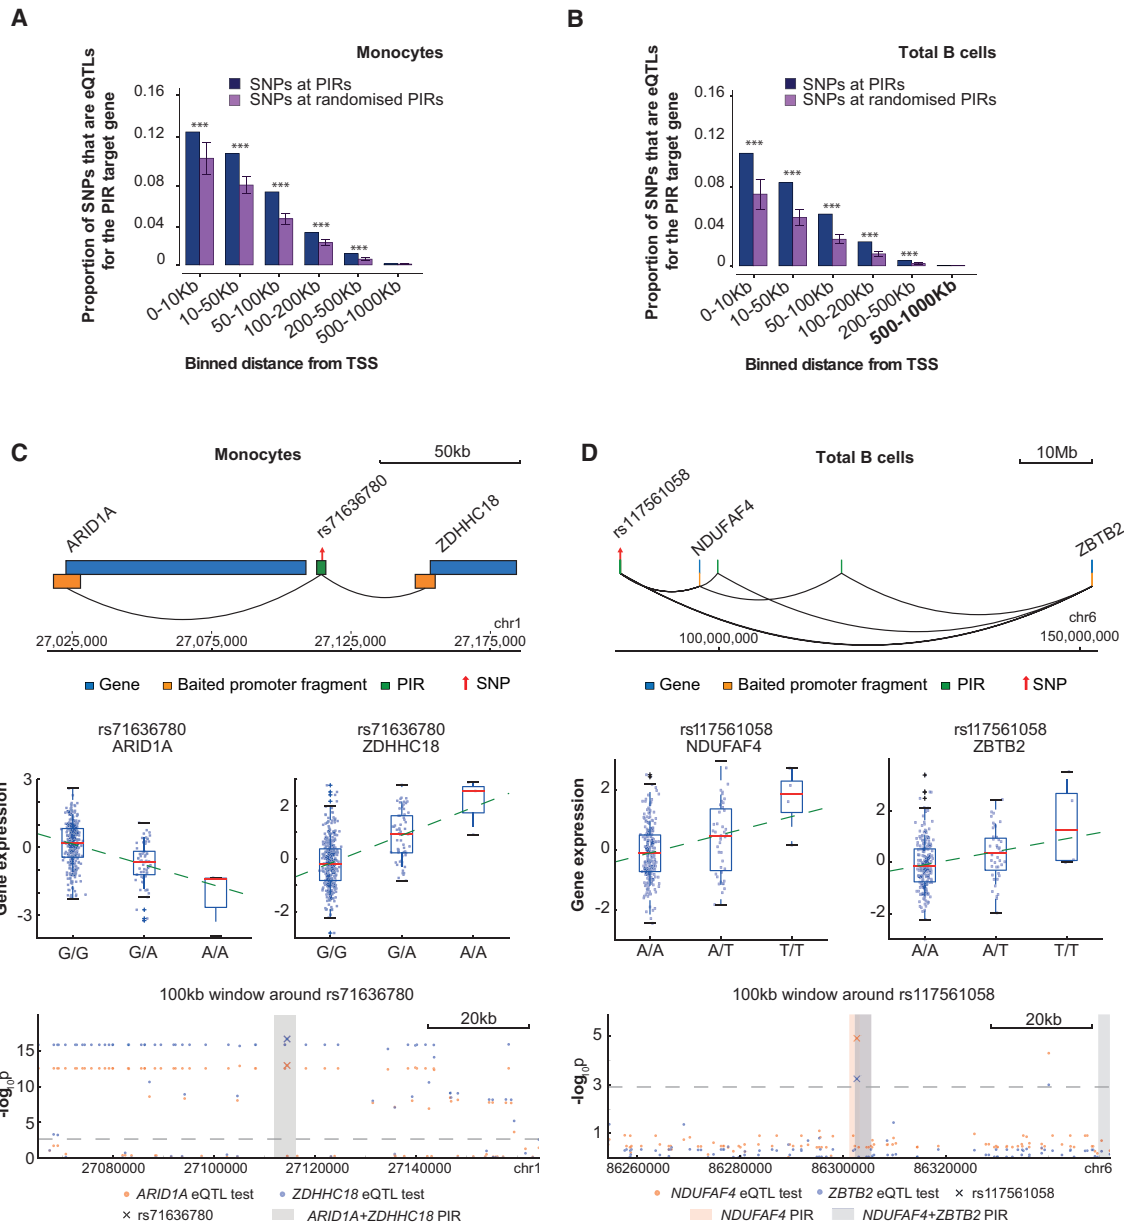 A
Monocytes
Proportion of SNPs that are eQTLs
for the PIR target gene
SNPs at PIRs
SNPs at randomised PIRs
0.16
0.12
0.08
0.04
0
***
***
***
***
***
0-10Kb
10-50Kb
50-100Kb
100-200Kb
200-500Kb
500-1000Kb
Binned distance from TSS
B
Total B cells
Proportion of SNPs that are eQTLs
for the PIR target gene
SNPs at PIRs
SNPs at randomised PIRs
0.16
0.12
0.08
0.04
0
***
***
***
***
***
0-10Kb
10-50Kb
50-100Kb
100-200Kb
200-500Kb
500-1000Kb
Binned distance from TSS
C
Monocytes
50kb
ARID1A
rs71636780
ZDHHC18
chr1
27,025,000
27,075,000
27,125,000
27,175,000
Gene
Baited promoter fragment
PIR
SNP
rs71636780
ARID1A
rs71636780
ZDHHC18
Gene expression
3
0
-3
G/G
G/A
A/A
2
0
-2
G/G
G/A
A/A
100kb window around rs71636780
20kb
-log10p
15
10
5
0
27080000
27100000
27120000
27140000
chr1
ARID1A eQTL test
ZDHHC18 eQTL test
rs71636780
ARID1A+ZDHHC18 PIR
D
Total B cells
10Mb
rs117561058
NDUFAF4
ZBTB2
chr6
100,000,000
150,000,000
Gene
Baited promoter fragment
PIR
SNP
rs117561058
NDUFAF4
rs117561058
ZBTB2
Gene expression
2
0
-2
A/A
A/T
T/T
2
0
-2
A/A
A/T
T/T
100kb window around rs117561058
20kb
-log10p
5
3
1
86260000
86280000
86300000
86320000
chr6
NDUFAF4 eQTL test
ZBTB2 eQTL test
rs117561058
NDUFAF4 PIR
NDUFAF4+ZBTB2 PIR